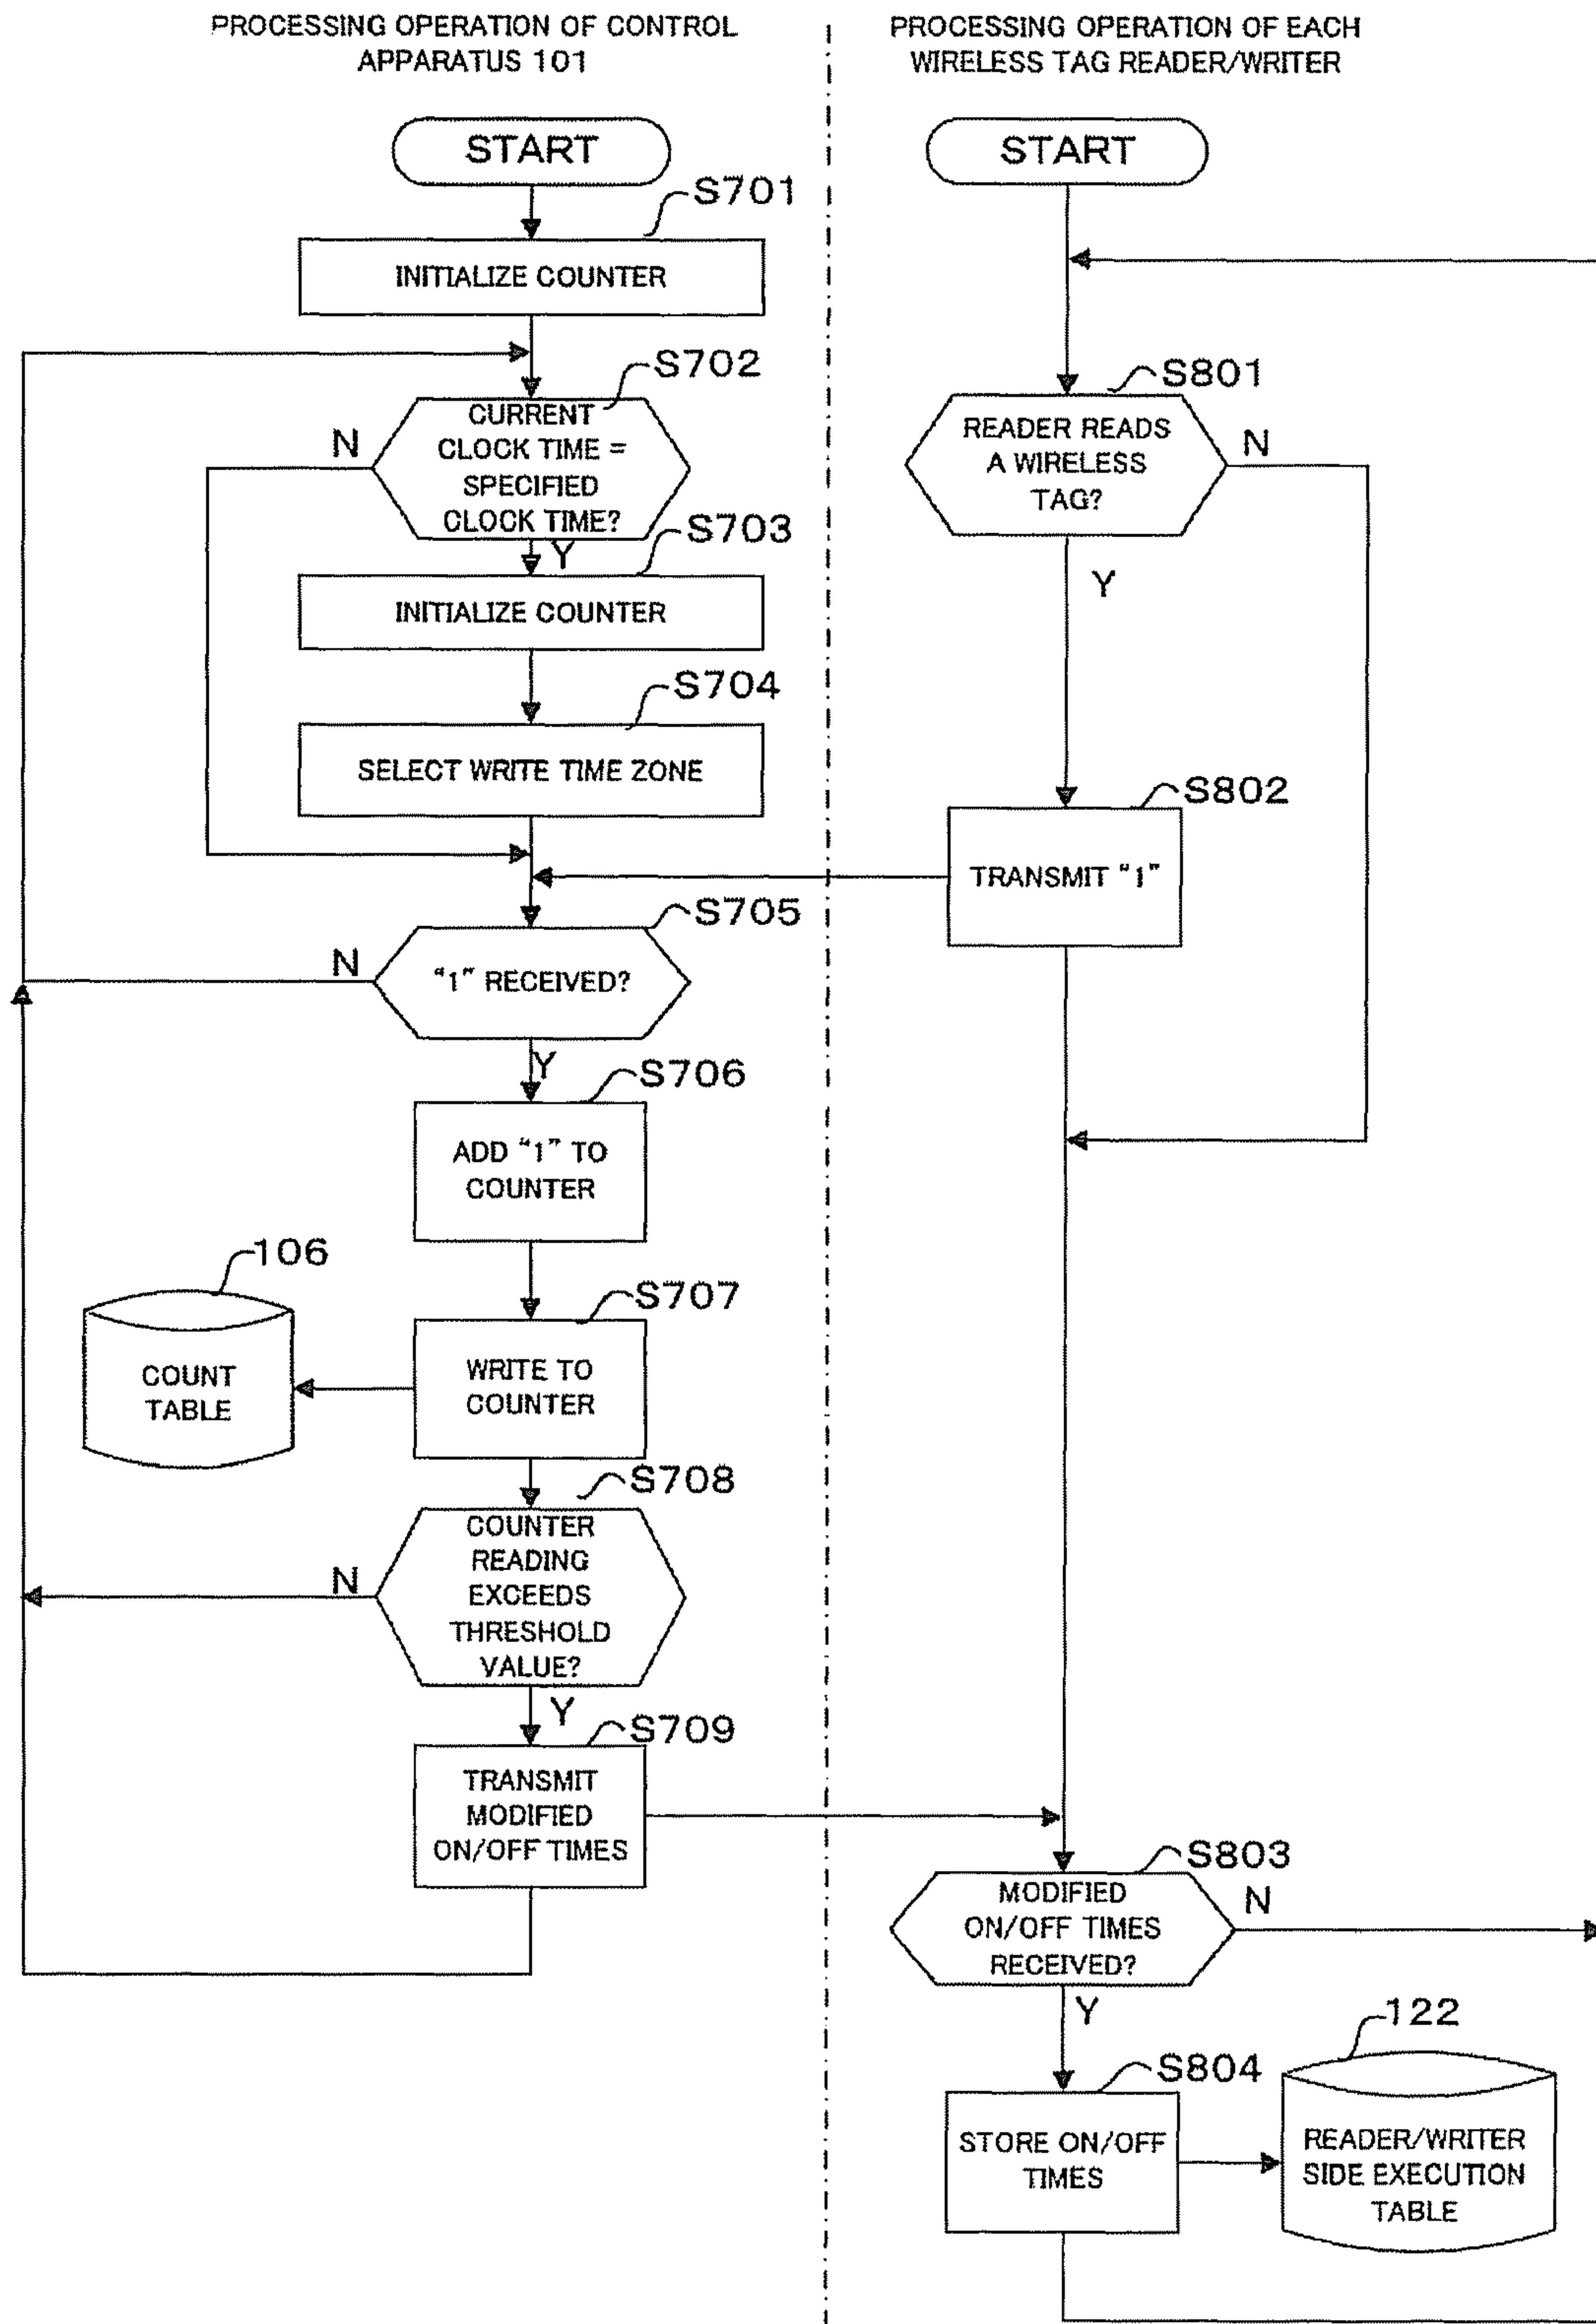 PROCESSING OPERATION OF CONTROL
APPARATUS 101
START
S701
INITIALIZE COUNTER
S702
CURRENT
CLOCK TIME =
SPECIFIED
CLOCK TIME?
N
Y
S703
INITIALIZE COUNTER
S704
SELECT WRITE TIME ZONE
S705
"1" RECEIVED?
N
Y
S706
ADD "1" TO
COUNTER
106
COUNT
TABLE
S707
WRITE TO
COUNTER
S708
COUNTER
READING
EXCEEDS
THRESHOLD
VALUE?
N
Y
S709
TRANSMIT
MODIFIED
ON/OFF TIMES
PROCESSING OPERATION OF EACH
WIRELESS TAG READER/WRITER
START
S801
READER READS
A WIRELESS
TAG?
N
Y
S802
TRANSMIT "1"
S803
MODIFIED
ON/OFF TIMES
RECEIVED?
N
Y
S804
STORE ON/OFF
TIMES
122
READER/WRITER
SIDE EXECUTION
TABLE